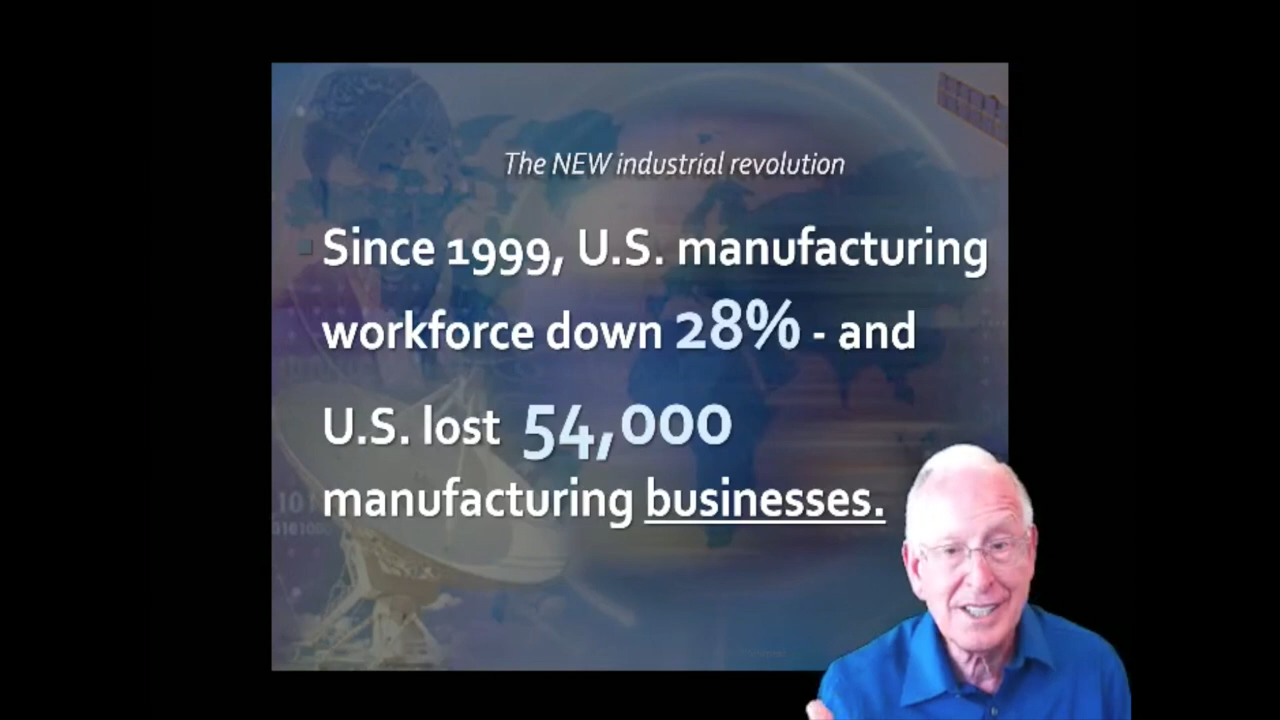 The NEW industrial revolution
Since 1999, U.S. manufacturing
workforce down 28% - and
U.S. lost 54,000
manufacturing businesses.